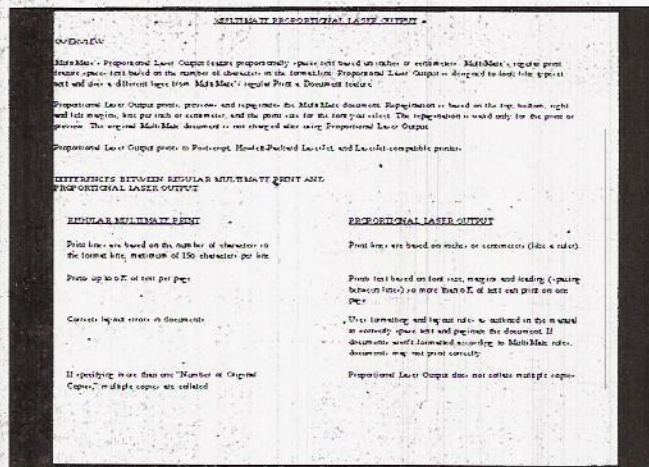 MULTIMATE PROPORTIONAL LASER OUTPUT
OVERVIEW
MultiMate's Proportional Laser Output feature proportionally spaces text based on inches or centimeters. MultiMate's regular print
feature spaces text based on the number of characters in the format line. Proportional Laser Output is designed to look like typeset
text and uses a different logic from MultiMate's regular Print a Document feature.
Proportional Laser Output prints, previews and repaginates the MultiMate document. Repagination is based on the top, bottom, right
and left margins, lines per inch or centimeter, and the point size for the font you select. The repagination is valid only for the print or
preview. The original MultiMate document is not changed after using Proportional Laser Output.
Proportional Laser Output prints to Postscript, Hewlett-Packard LaserJet, and LaserJet-compatible printers.
DIFFERENCES BETWEEN REGULAR MULTIMATE PRINT AND
PROPORTIONAL LASER OUTPUT
REGULAR MULTIMATE PRINT
PROPORTIONAL LASER OUTPUT
Print lines are based on the number of characters in
the format line, maximum of 156 characters per line.
Print lines are based on inches or centimeters (like a ruler).
Prints up to 6K of text per page
Prints text based on font size, margins and leading (spacing
between lines) so more than 6K of text can print on one
page
Corrects layout errors in documents
Uses formatting and layout rules as outlined in the manual
to correctly space text and paginate the document. If
documents aren't formatted according to MultiMate rules,
documents may not print correctly.
If specifying more than one "Number of Original
Copies," multiple copies are collated
Proportional Laser Output does not collate multiple copies